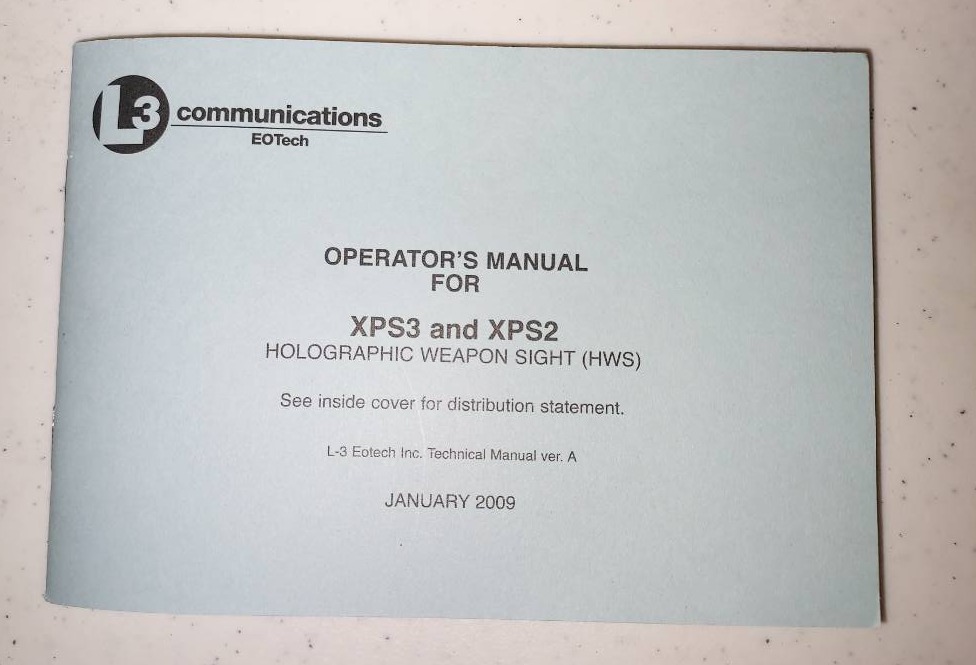 L3 communications
EOTech
OPERATOR'S MANUAL
FOR
XPS3 and XPS2
HOLOGRAPHIC WEAPON SIGHT (HWS)
See inside cover for distribution statement.
L-3 Eotech Inc. Technical Manual ver. A
JANUARY 2009